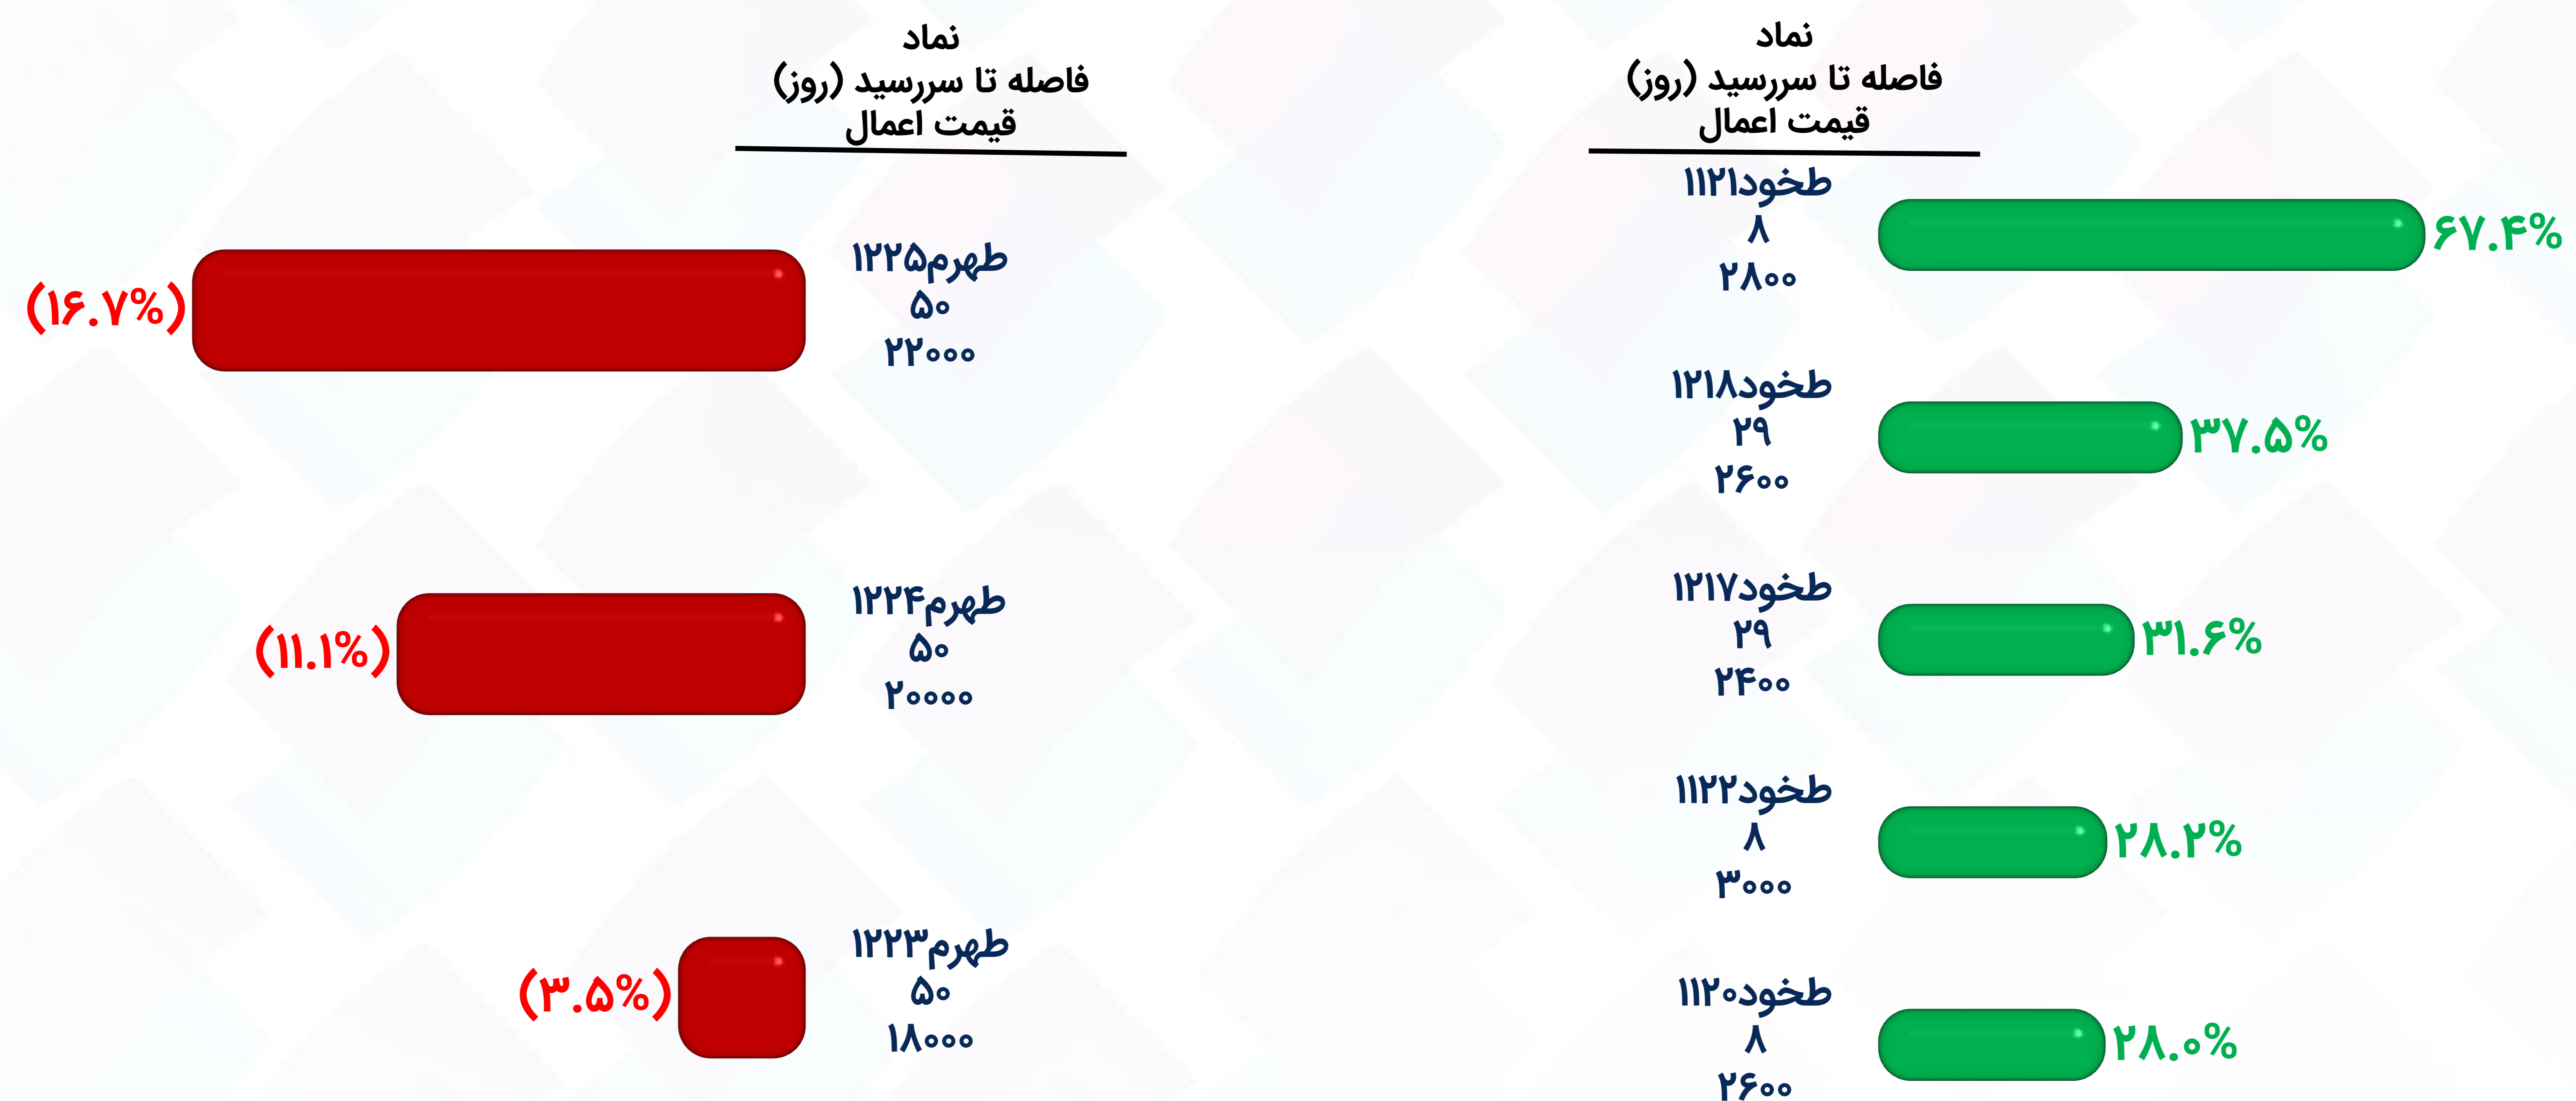 نماد
فاصله تا سررسید (روز)
قیمت اعمال
طخود۱۱۲۱
۸
۲۸۰۰
۶۷.۴%
طخود۱۲۱۸
۲۹
۲۶۰۰
۳۷.۵%
طخود۱۲۱۷
۲۹
۲۴۰۰
۳۱.۶%
طخود۱۱۲۲
۸
۳۰۰۰
۲۸.۲%
طخود۱۱۲۰
۸
۲۶۰۰
۲۸.۰%
نماد
فاصله تا سررسید (روز)
قیمت اعمال
طهرم۱۲۲۵
۵۰
۲۲۰۰۰
(۱۶.۷%)
طهرم۱۲۲۴
۵۰
۲۰۰۰۰
(۱۱.۱%)
طهرم۱۲۲۳
۵۰
۱۸۰۰۰
(۳.۵%)